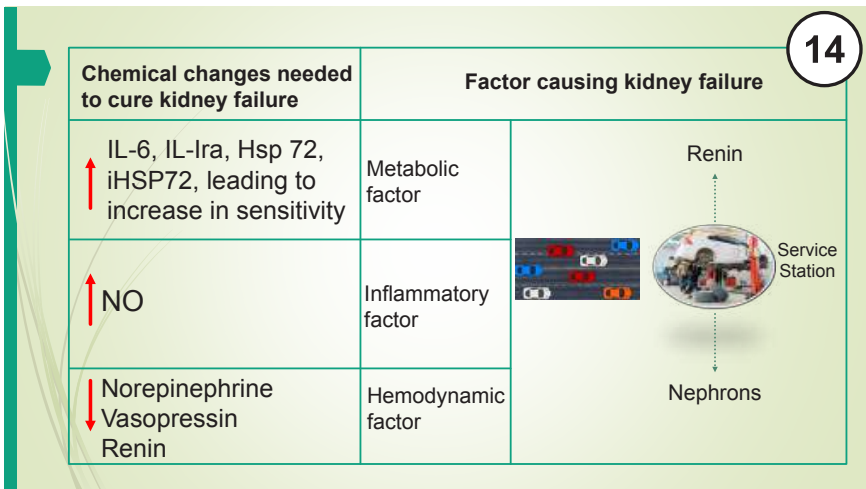 14
Chemical changes needed
to cure kidney failure
Factor causing kidney failure
IL-6, IL-Ira, Hsp 72,
iHSP72, leading to
increase in sensitivity
Metabolic
factor
NO
Inflammatory
factor
Norepinephrine
Vasopressin
Renin
Hemodynamic
factor
Renin
Service
Station
Nephrons